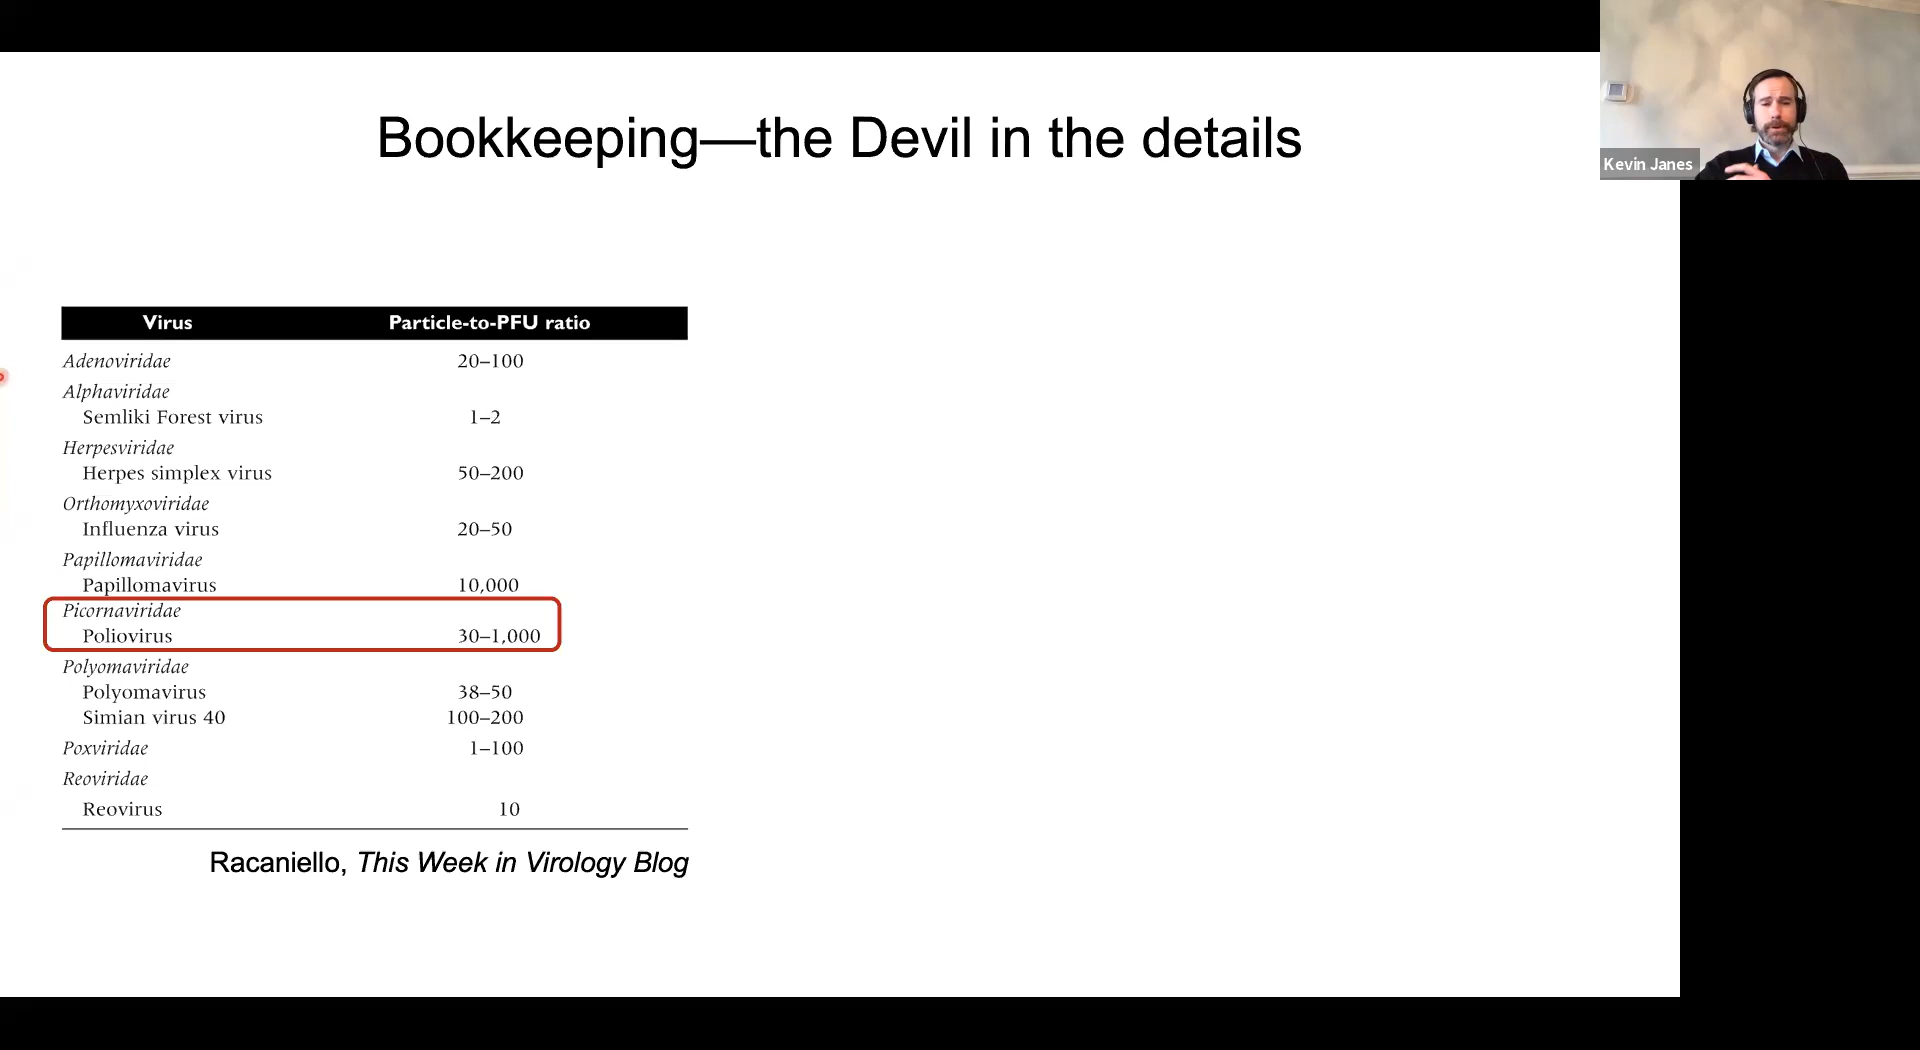 Bookkeeping—the Devil in the details
Kevin Janes
Virus Particle-to-PFU ratio
Adenoviridae 20–100
Alphaviridae
Semliki Forest virus 1–2
Herpesviridae
Herpes simplex virus 50–200
Orthomyxoviridae
Influenza virus 20–50
Papillomaviridae
Papillomavirus 10,000
Picornaviridae
Poliovirus 30–1,000
Polyomaviridae
Polyomavirus 38–50
Simian virus 40 100–200
Poxviridae 1–100
Reoviridae
Reovirus 10
Racaniello, This Week in Virology Blog